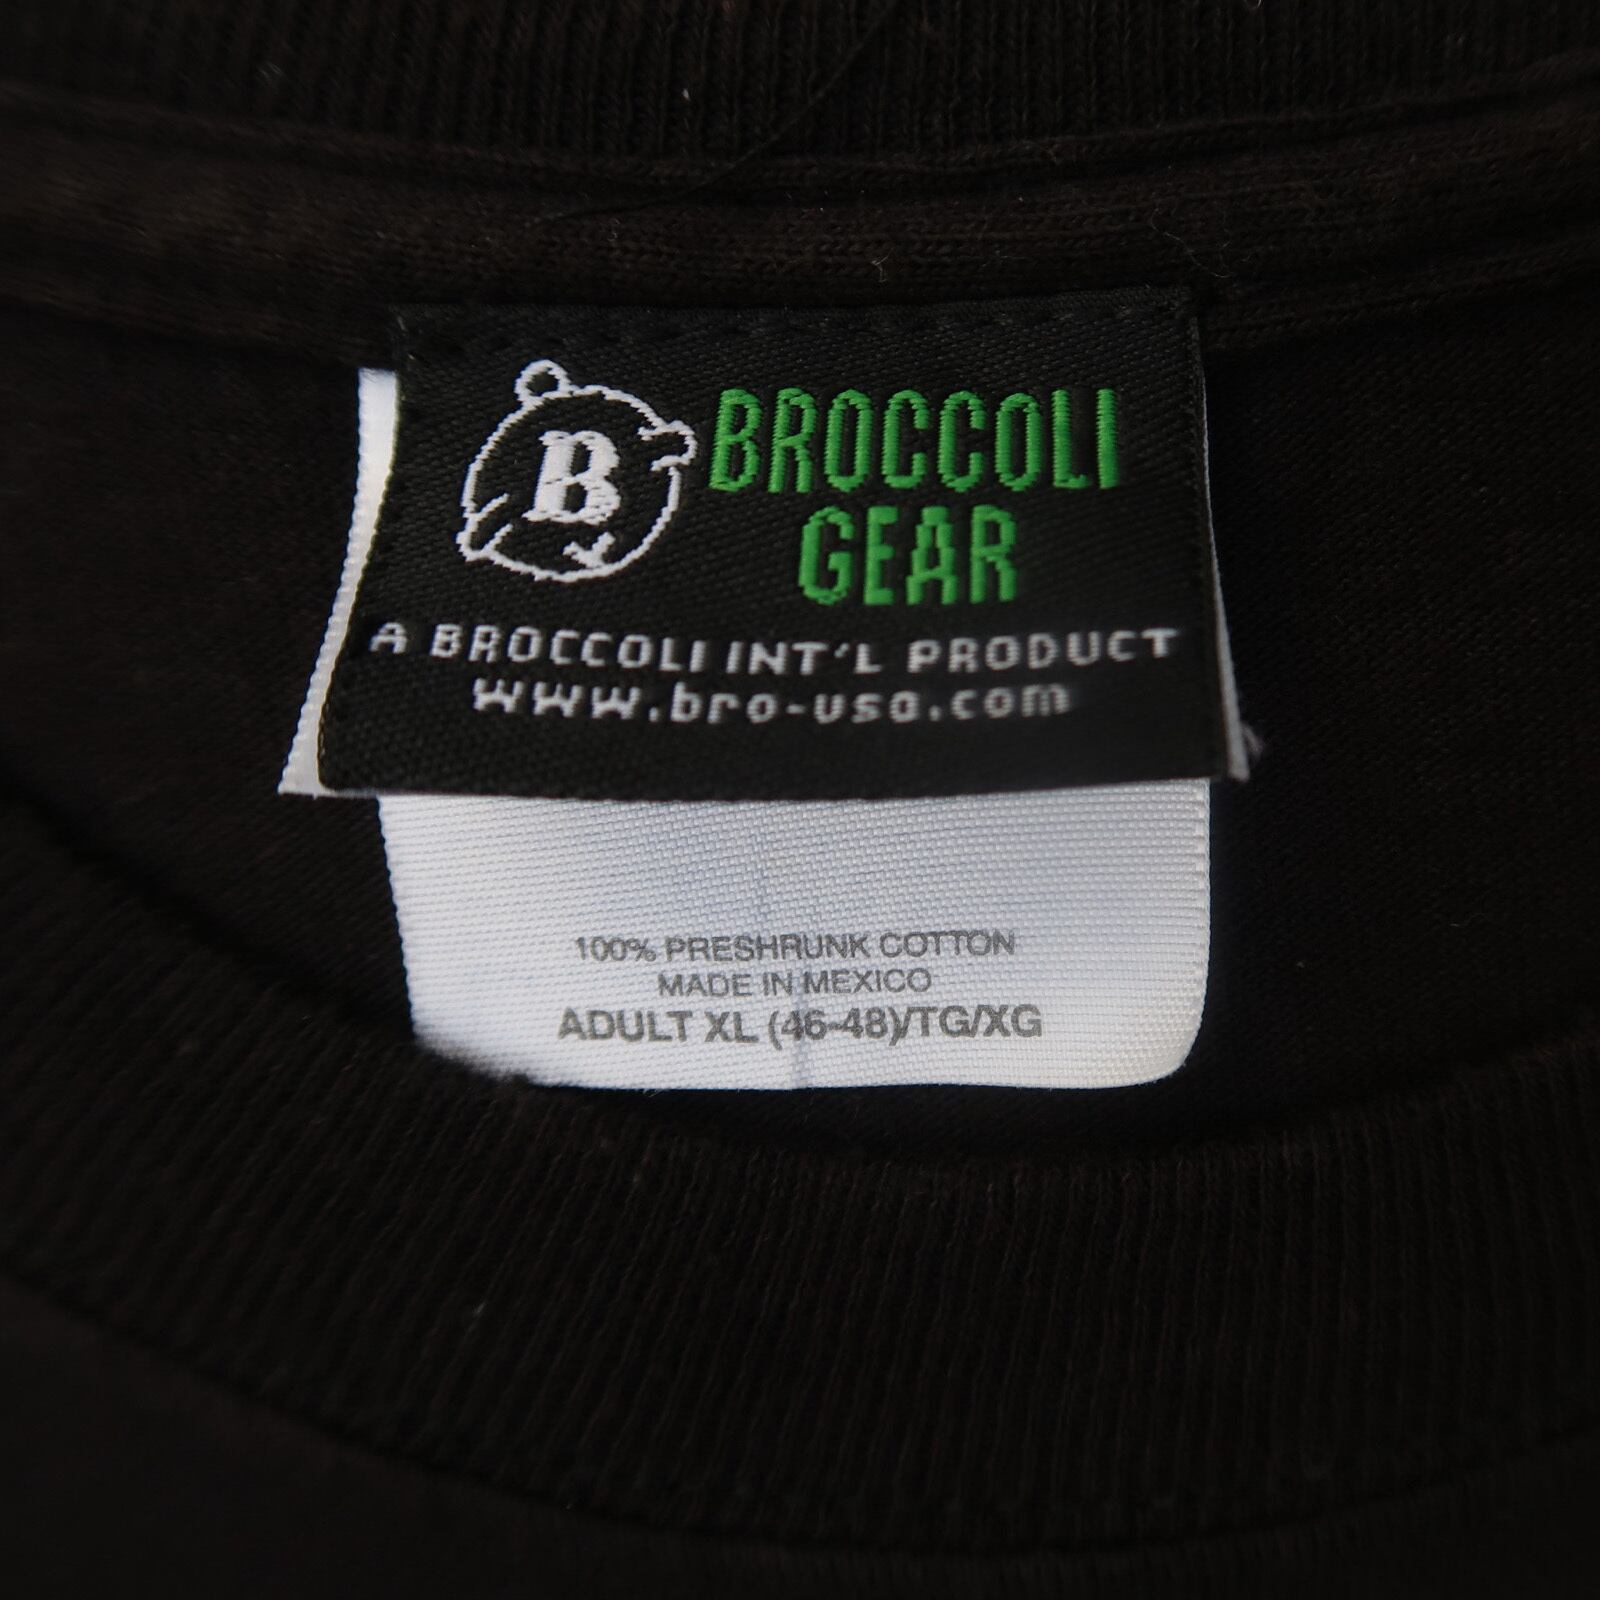 B
BROCCOLI
GEAR
A BROCCOLI INT'L PRODUCT
www.bro-usa.com
100% PRESHRUNK COTTON
MADE IN MEXICO
ADULT XL (46-48)/TG/XG